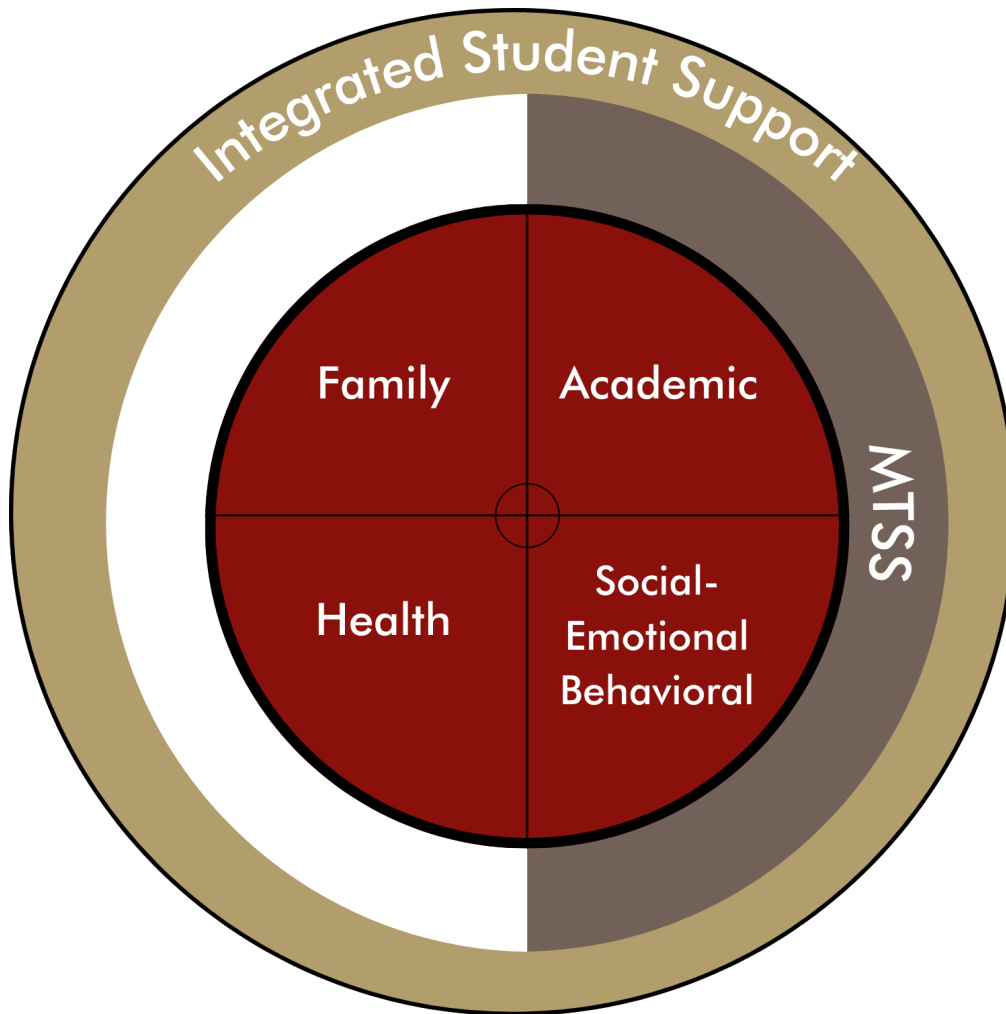 Integrated Student Support
Family
Academic
MTSS
Health
Social-
Emotional
Behavioral